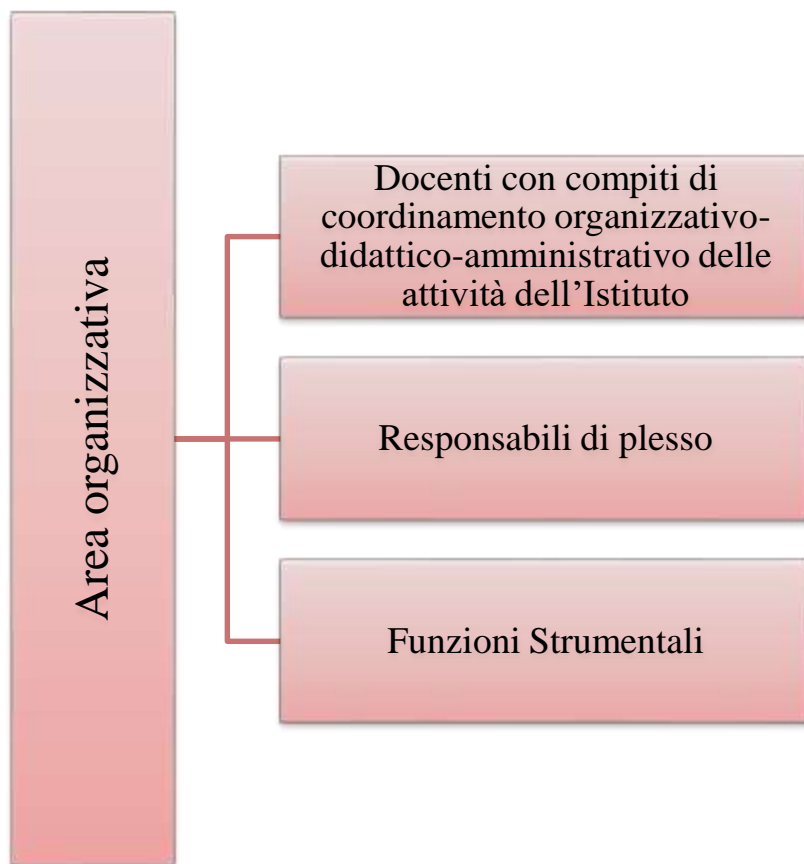 Area organizzativa
Docenti con compiti di
coordinamento organizzativo-
didattico-amministrativo delle
attività dell’Istituto
Responsabili di plesso
Funzioni Strumentali